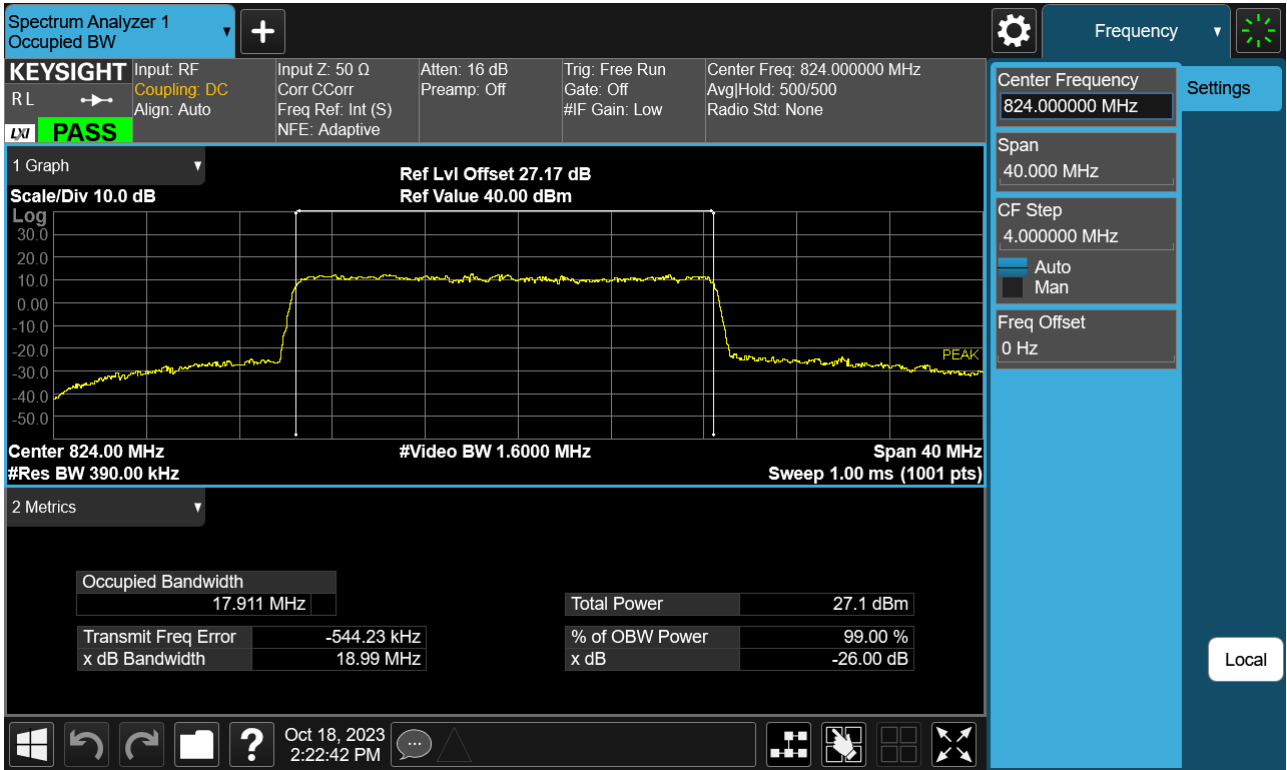 Spectrum Analyzer 1
Occupied BW
Frequency
KEYSIGHT
R L
LXI PASS
Input: RF
Coupling: DC
Align: Auto
Input Z: 50 Ω
Corr CCorr
Freq Ref: Int (S)
NFE: Adaptive
Atten: 16 dB
Preamp: Off
Trig: Free Run
Gate: Off
#IF Gain: Low
Center Freq: 824.000000 MHz
Avg|Hold: 500/500
Radio Std: None
1 Graph
Scale/Div 10.0 dB
Ref Lvl Offset 27.17 dB
Ref Value 40.00 dBm
Log
30.0
20.0
10.0
0.00
-10.0
-20.0
-30.0
-40.0
-50.0
PEAK
Center 824.00 MHz
#Video BW 1.6000 MHz
Span 40 MHz
#Res BW 390.00 kHz
Sweep 1.00 ms (1001 pts)
2 Metrics
Occupied Bandwidth
17.911 MHz
Total Power 27.1 dBm
Transmit Freq Error -544.23 kHz
% of OBW Power 99.00 %
x dB Bandwidth 18.99 MHz
x dB -26.00 dB
Center Frequency
824.000000 MHz
Span
40.000 MHz
CF Step
4.000000 MHz
Auto
Man
Freq Offset
0 Hz
Settings
Local
?
Oct 18, 2023
2:22:42 PM